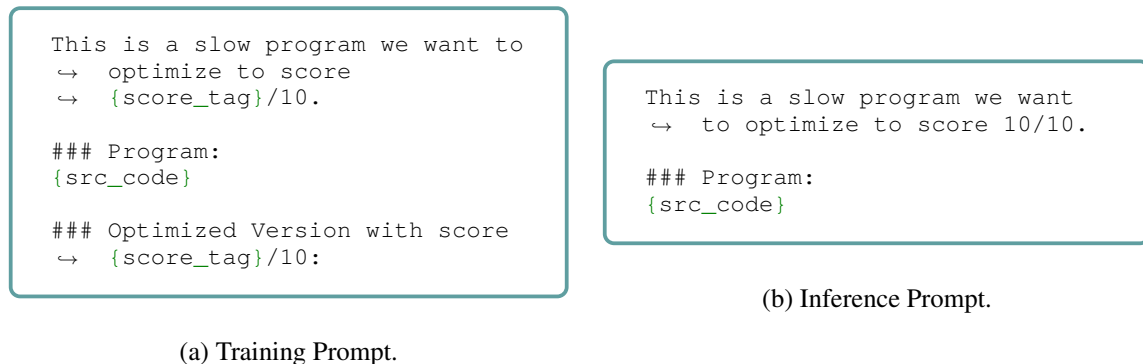 This is a slow program we want to
↪ optimize to score
↪ {score_tag}/10.
### Program:
{src_code}
### Optimized Version with score
↪ {score_tag}/10:
(a) Training Prompt.
This is a slow program we want
↪ to optimize to score 10/10.
### Program:
{src_code}
(b) Inference Prompt.